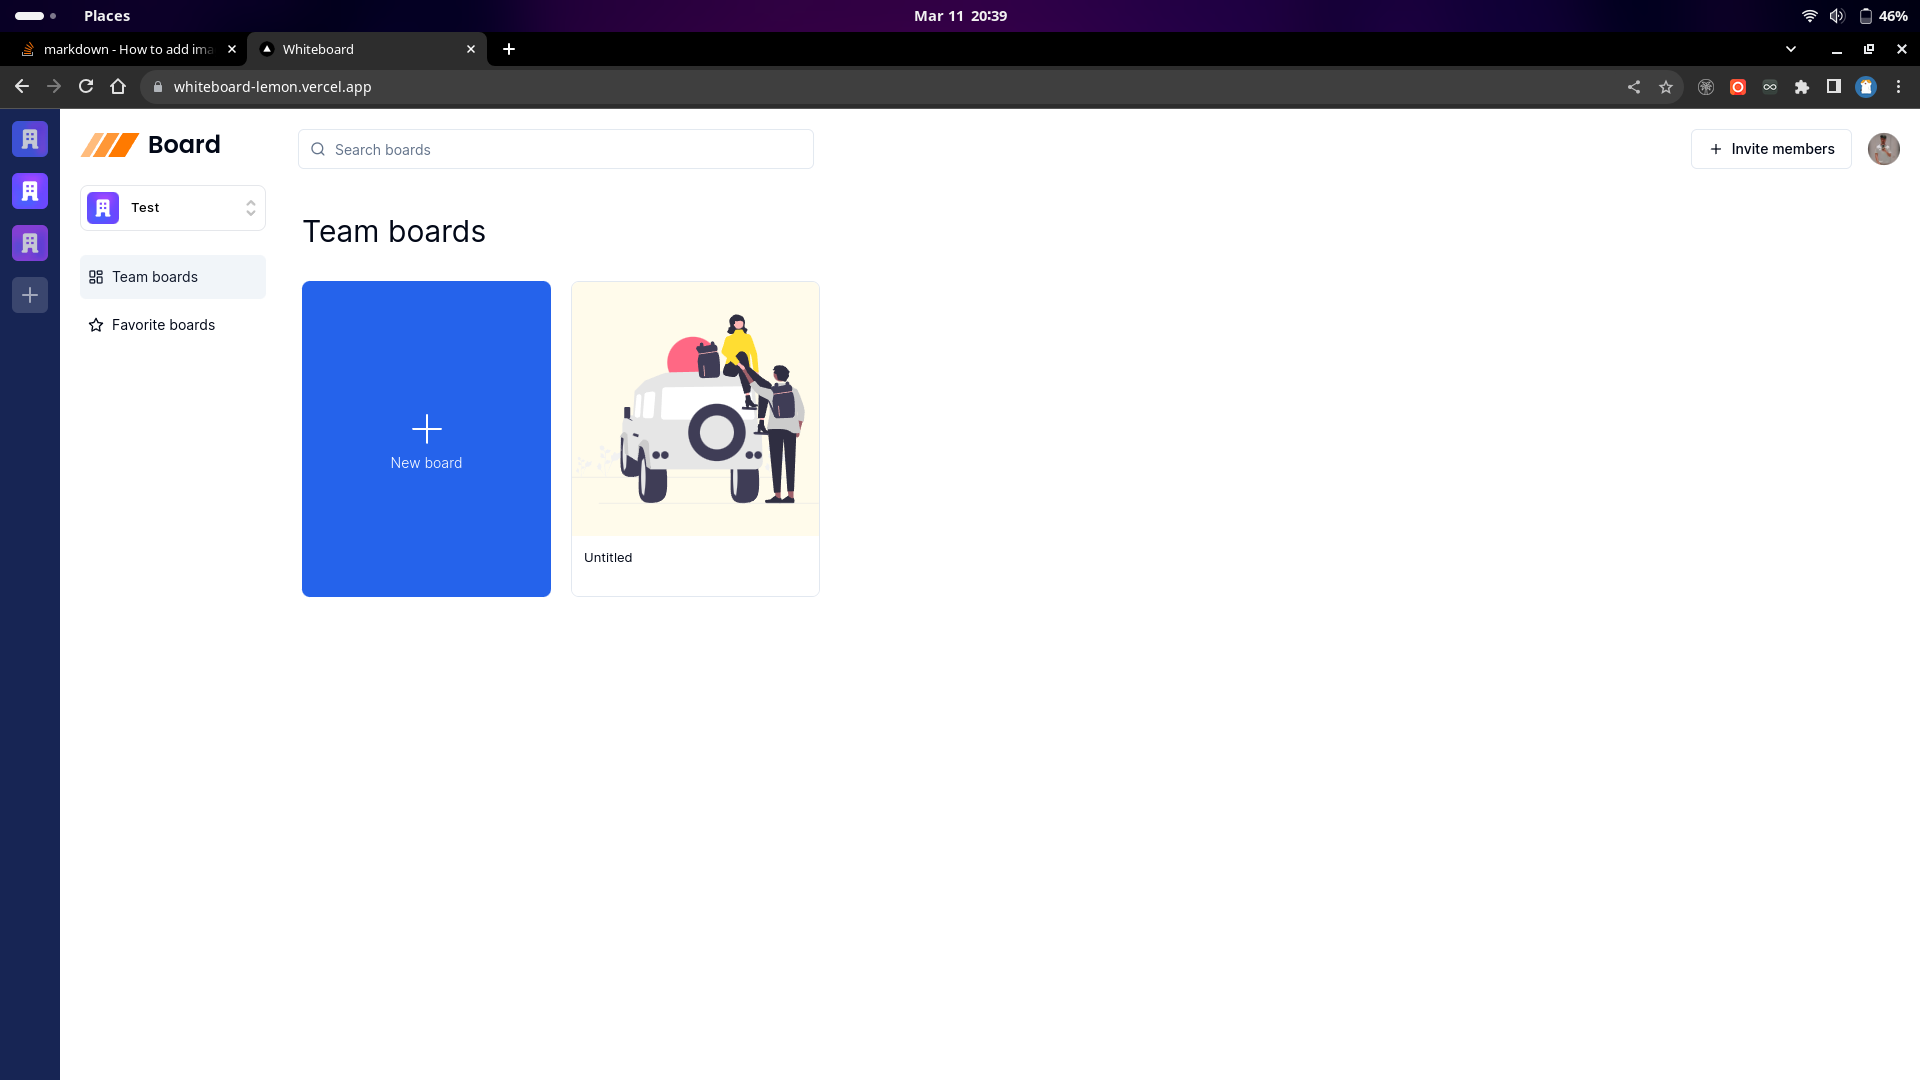 Places
Mar 11 20:39
46%
markdown - How to add ima
Whiteboard
whiteboard-lemon.vercel.app
Board
Search boards
Invite members
Test
Team boards
Team boards
Favorite boards
New board
Untitled